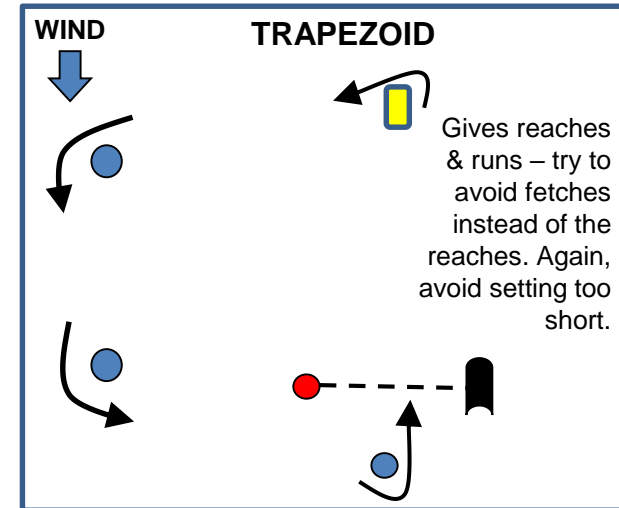 WIND
TRAPEZOID
Gives reaches
& runs – try to
avoid fetches
instead of the
reaches. Again,
avoid setting too
short.